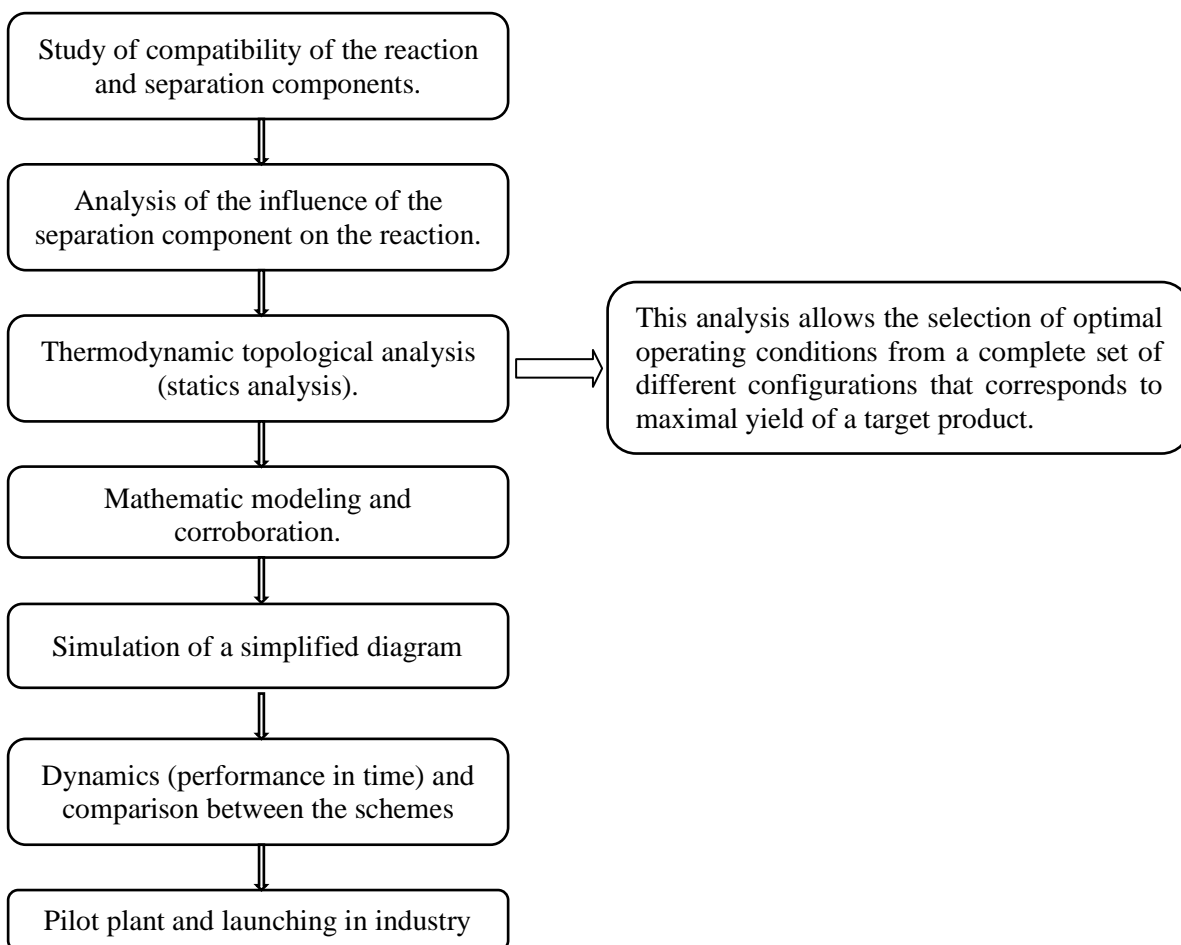 Study of compatibility of the reaction
and separation components.
Analysis of the influence of the
separation component on the reaction.
Thermodynamic topological analysis
(statics analysis).
This analysis allows the selection of optimal
operating conditions from a complete set of
different configurations that corresponds to
maximal yield of a target product.
Mathematic modeling and
corroboration.
Simulation of a simplified diagram
Dynamics (performance in time) and
comparison between the schemes
Pilot plant and launching in industry